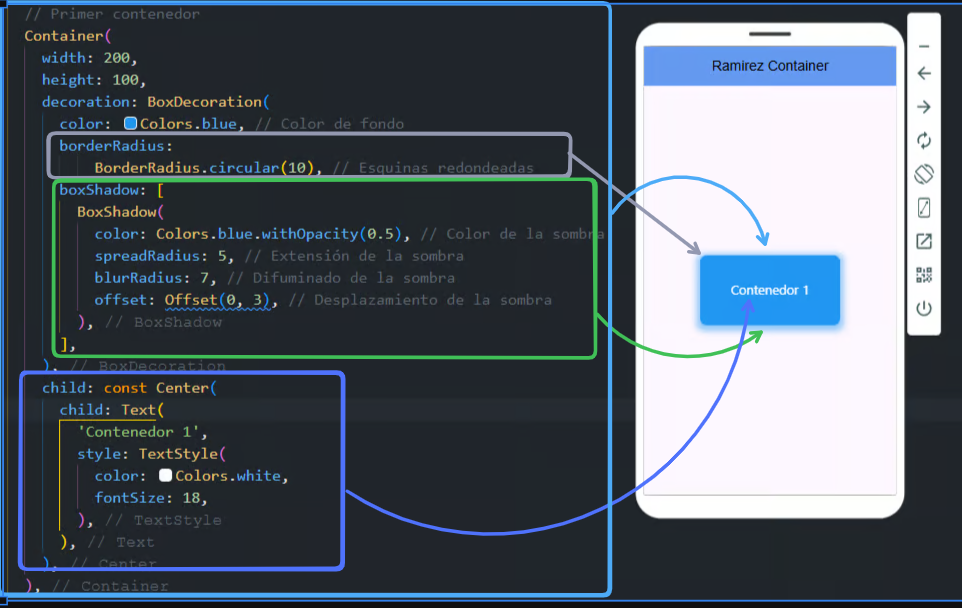 // Primer contenedor
Container(
width: 200,
height: 100,
decoration: BoxDecoration(
color: Colors.blue, // Color de fondo
borderRadius:
BorderRadius.circular(10), // Esquinas redondeadas
boxShadow: [
BoxShadow(
color: Colors.blue.withOpacity(0.5), // Color de la sombra
spreadRadius: 5, // Extensión de la sombra
blurRadius: 7, // Difuminado de la sombra
offset: Offset(0, 3), // Desplazamiento de la sombra
), // BoxShadow
],
), // BoxDecoration
child: const Center(
child: Text(
'Contenedor 1',
style: TextStyle(
color: Colors.white,
fontSize: 18,
), // TextStyle
), // Text
), // Center
), // Container
Ramirez Container
Contenedor 1